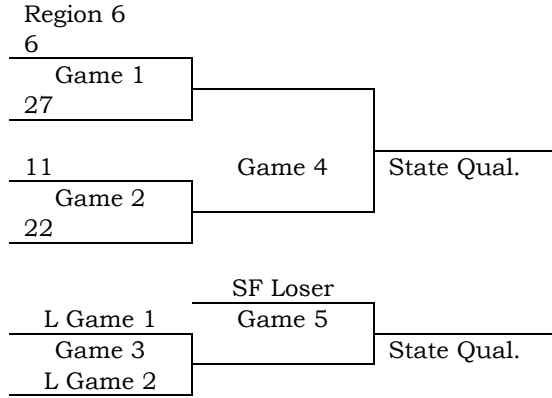 Region 6
6
Game 1
27
11
Game 4
State Qual.
Game 2
22
SF Loser
L Game 1
Game 5
Game 3
State Qual.
L Game 2